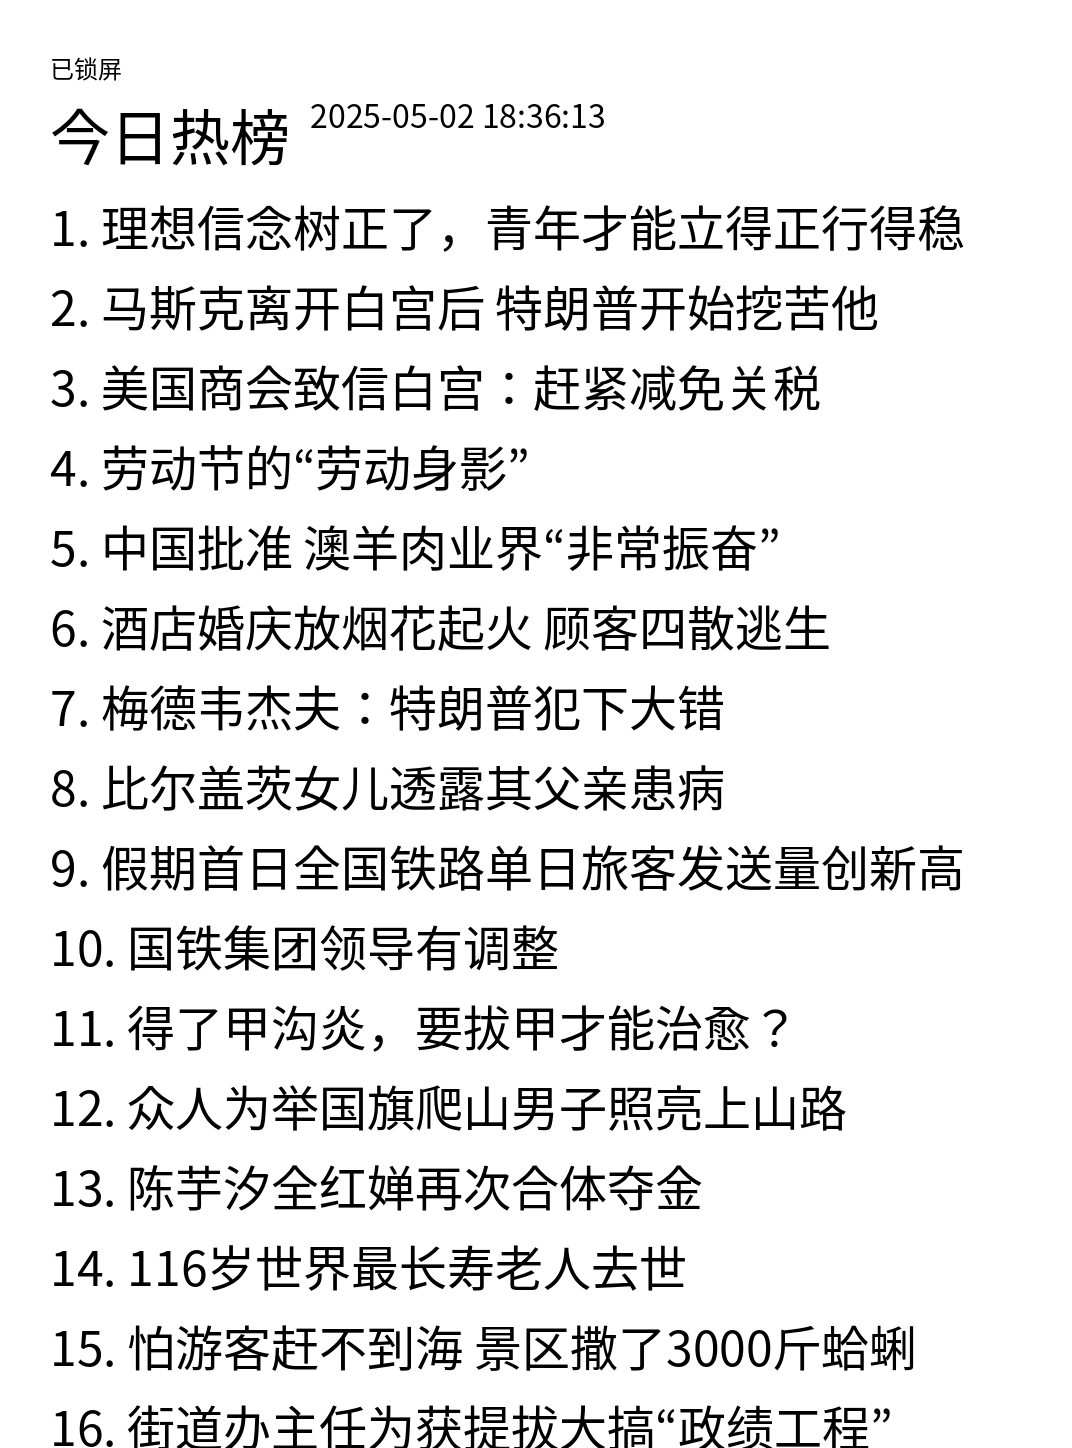 已锁屏
今日热榜 2025-05-02 18:36:13
1. 理想信念树正了，青年才能立得正行得稳
2. 马斯克离开白宫后 特朗普开始挖苦他
3. 美国商会致信白宫：赶紧减免关税
4. 劳动节的“劳动身影”
5. 中国批准 澳羊肉业界“非常振奋”
6. 酒店婚庆放烟花起火 顾客四散逃生
7. 梅德韦杰夫：特朗普犯下大错
8. 比尔盖茨女儿透露其父亲患病
9. 假期首日全国铁路单日旅客发送量创新高
10. 国铁集团领导有调整
11. 得了甲沟炎，要拔甲才能治愈？
12. 众人为举国旗爬山男子照亮上山路
13. 陈芋汐全红婵再次合体夺金
14. 116岁世界最长寿老人去世
15. 怕游客赶不到海 景区撒了3000斤蛤蜊
16. 街道办主任为获提拔大搞“政绩工程”